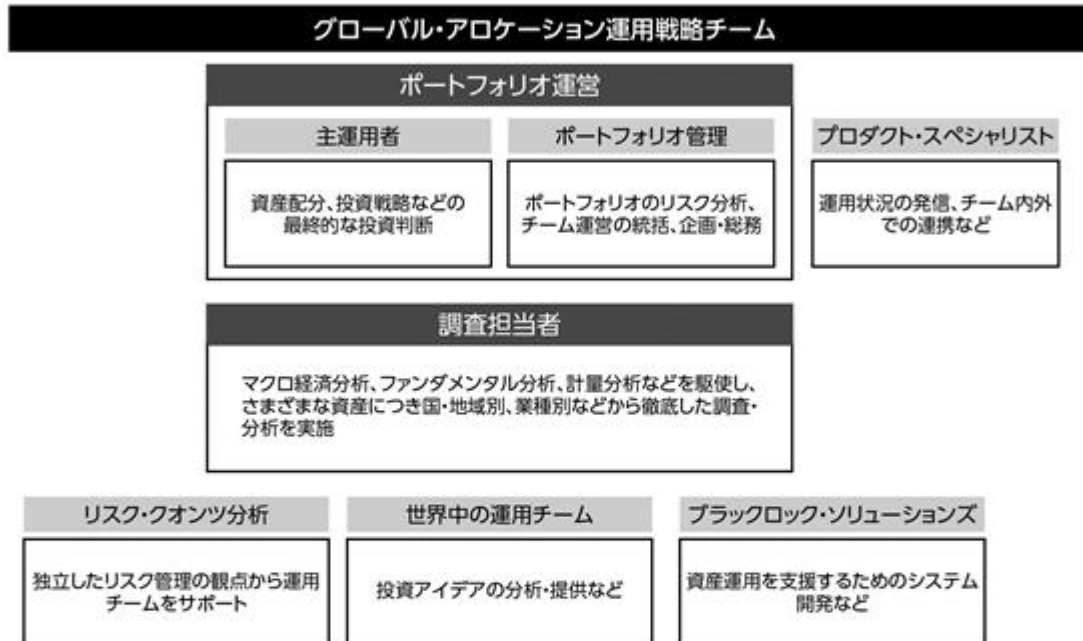 グローバル・アロケーション運用戦略チーム
ポートフォリオ運営
主運用者
資産配分、投資戦略などの
最終的な投資判断
ポートフォリオ管理
ポートフォリオのリスク分析、
チーム運営の統括、企画・総務
プロダクト・スペシャリスト
運用状況の発信、チーム内外
での連携など
調査担当者
マクロ経済分析、ファンダメンタル分析、計量分析などを駆使し、
さまざまな資産につき国・地域別、業種別などから徹底した調査・
分析を実施
リスク・クオンツ分析
独立したリスク管理の観点から運用
チームをサポート
世界中の運用チーム
投資アイデアの分析・提供など
ブラックロック・ソリューションズ
資産運用を支援するためのシステム
開発など